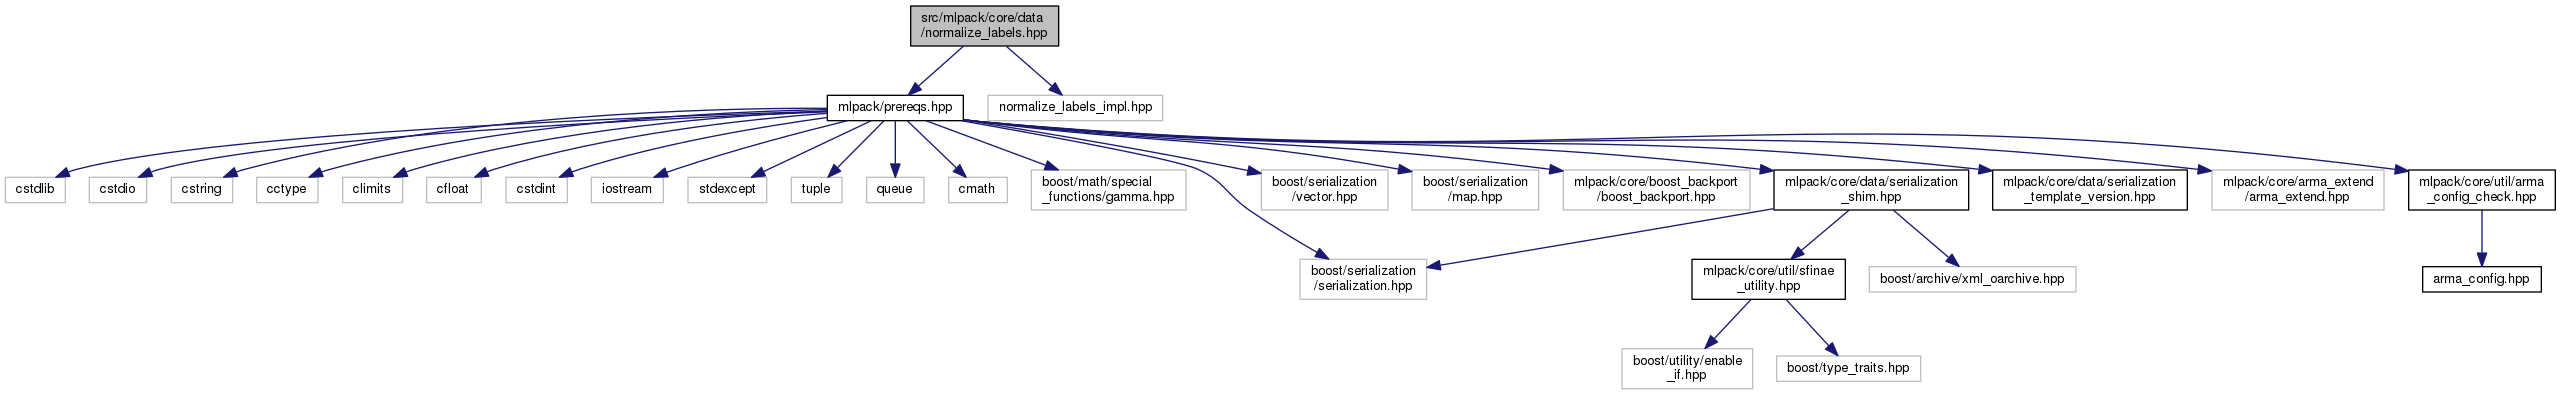 src/mlpack/core/data
/normalize_labels.hpp
mlpack/prereqs.hpp
normalize_labels_impl.hpp
cstdlib
cstdio
cstring
cctype
climits
cfloat
cstdint
iostream
stdexcept
tuple
queue
cmath
boost/math/special
_functions/gamma.hpp
boost/serialization
/vector.hpp
boost/serialization
/map.hpp
mlpack/core/boost_backport
/boost_backport.hpp
mlpack/core/data/serialization
_shim.hpp
mlpack/core/data/serialization
_template_version.hpp
mlpack/core/arma_extend
/arma_extend.hpp
mlpack/core/util/arma
_config_check.hpp
boost/serialization
/serialization.hpp
mlpack/core/util/sfinae
_utility.hpp
boost/archive/xml_oarchive.hpp
arma_config.hpp
boost/utility/enable
_if.hpp
boost/type_traits.hpp